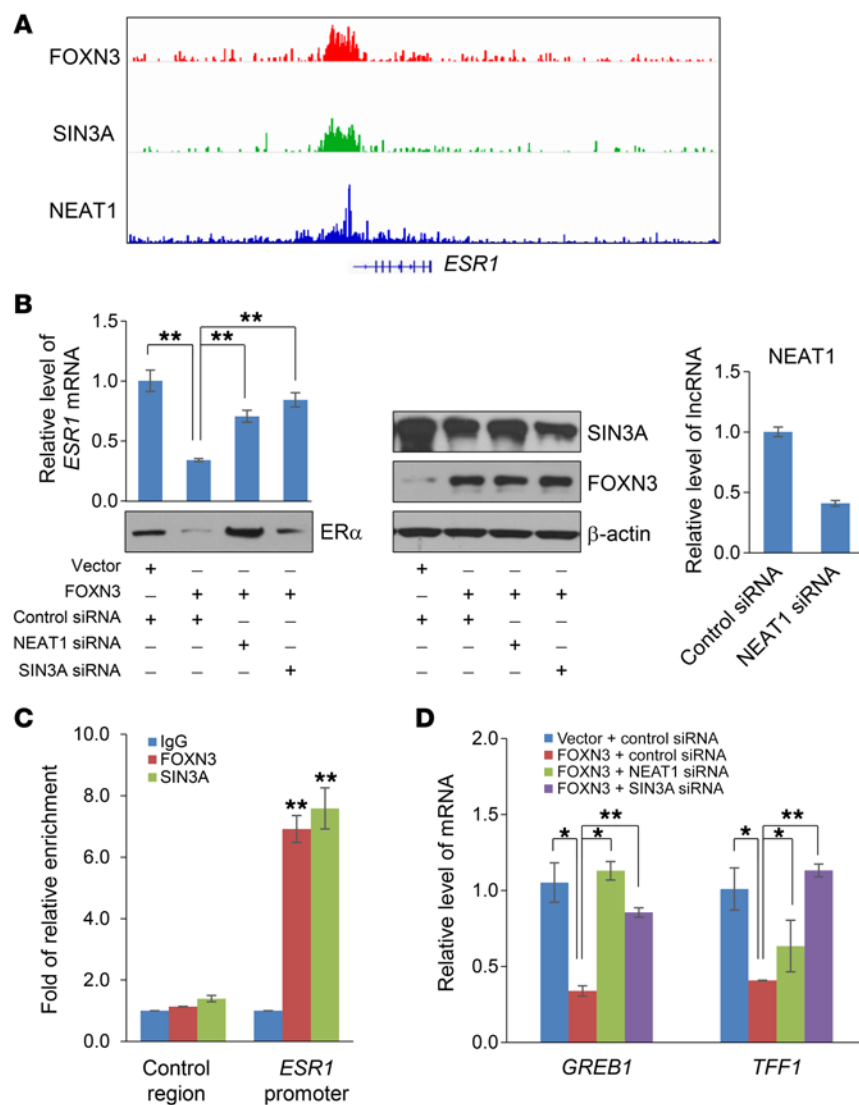 A
FOXN3
SIN3A
NEAT1
ESR1
B
Relative level of
ESR1 mRNA
1.5
1.0
0.5
0.0
** ** **
ERα
Vector + – – –
FOXN3 – + + +
Control siRNA + + – –
NEAT1 siRNA – – + –
SIN3A siRNA – – – +
SIN3A
FOXN3
β-actin
+ – – –
– + + +
+ + – –
– – + –
– – – +
NEAT1
Relative level of lncRNA
1.5
1.0
0.5
0.0
Control siRNA
NEAT1 siRNA
C
Fold of relative enrichment
10.0
8.0
6.0
4.0
2.0
0.0
IgG
FOXN3
SIN3A
** **
Control
region
ESR1
promoter
D
Relative level of mRNA
2.0
1.5
1.0
0.5
0.0
Vector + control siRNA
FOXN3 + control siRNA
FOXN3 + NEAT1 siRNA
FOXN3 + SIN3A siRNA
* * **
* * **
GREB1
TFF1